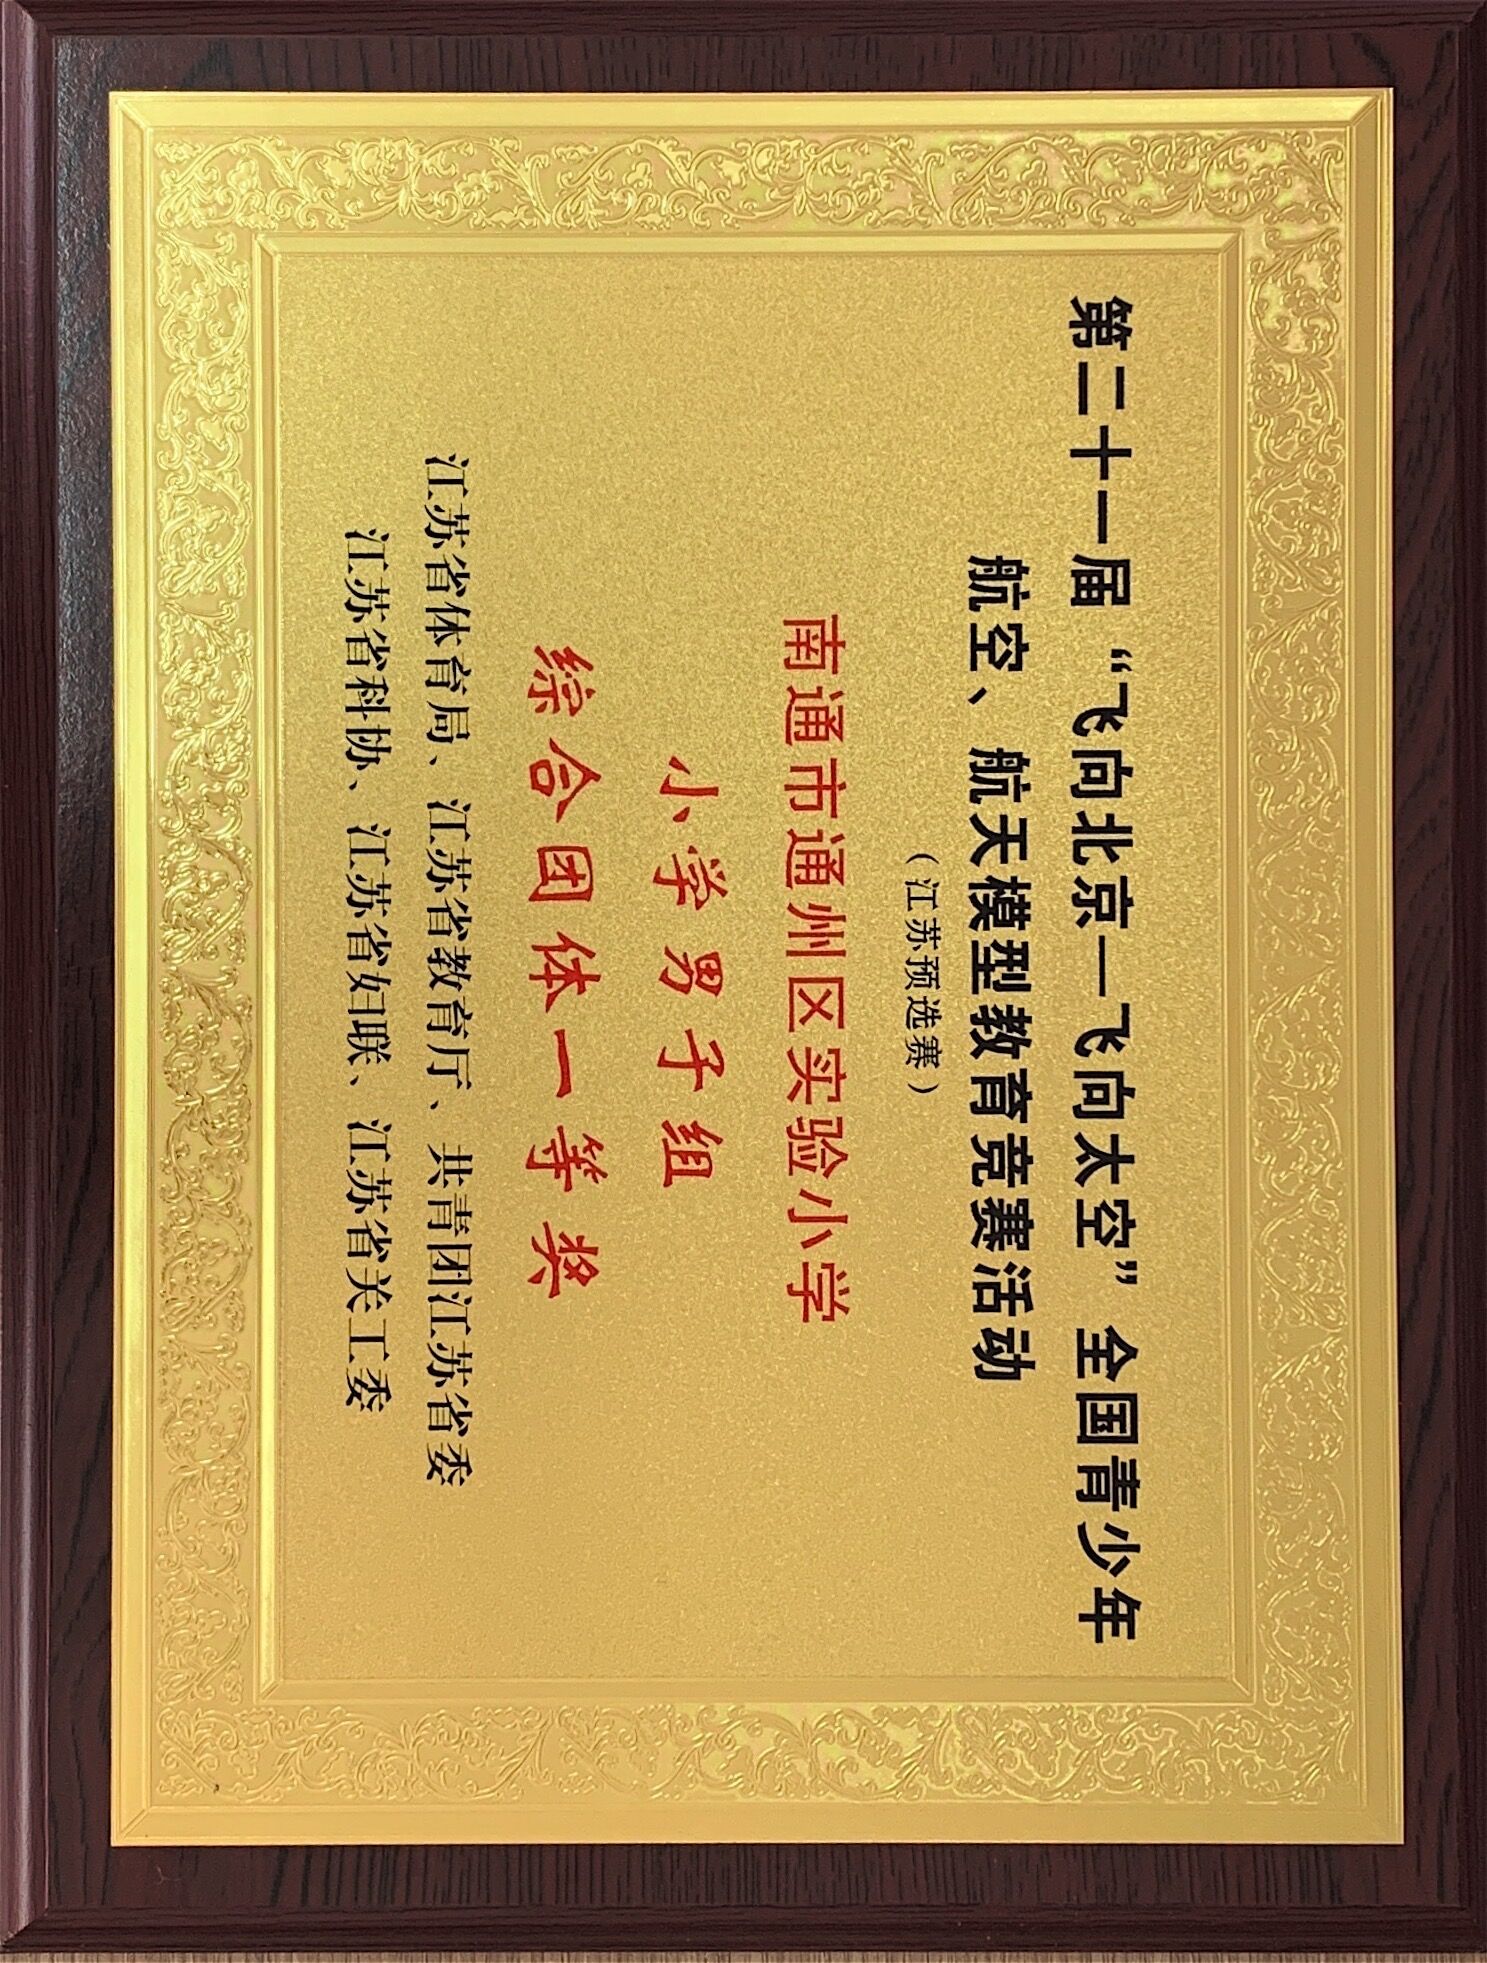 第二十一届“飞向北京—飞向太空”全国青少年
航空、航天模型教育竞赛活动
（江苏预选赛）
南通市通州区实验小学
小学男子组
综合团体一等奖
江苏省体育局、江苏省教育厅、共青团江苏省委
江苏省科协、江苏省妇联、江苏省关工委